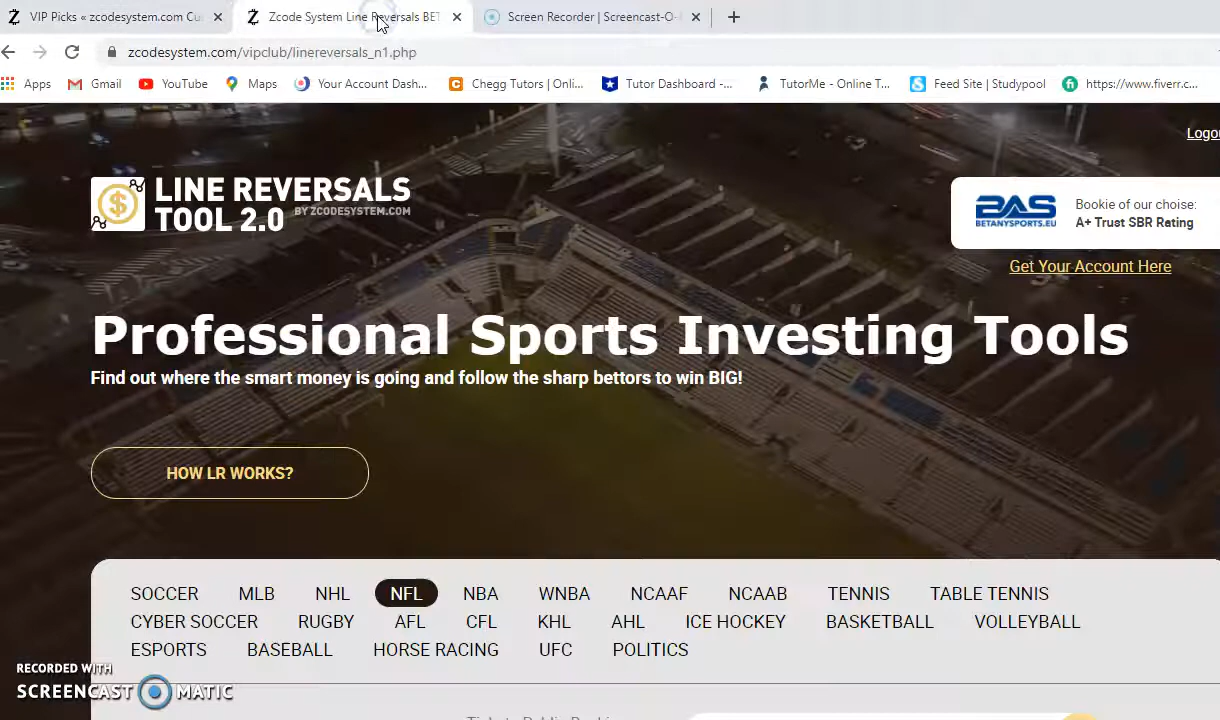 VIP Picks « zcodesystem.com Cu
Zcode System Line Reversals BET
Screen Recorder | Screencast-O-
zcodesystem.com/vipclub/linereversals_n1.php
Apps
Gmail
YouTube
Maps
Your Account Dash...
Chegg Tutors | Onli...
Tutor Dashboard -...
TutorMe - Online T...
Feed Site | Studypool
https://www.fiverr.c...
Logou
LINE REVERSALS
TOOL 2.0 BY ZCODESYSTEM.COM
BAS
BETANYSPORTS.EU
Bookie of our choise:
A+ Trust SBR Rating
Get Your Account Here
Professional Sports Investing Tools
Find out where the smart money is going and follow the sharp bettors to win BIG!
HOW LR WORKS?
SOCCER MLB NHL NFL NBA WNBA NCAAF NCAAB TENNIS TABLE TENNIS
CYBER SOCCER RUGBY AFL CFL KHL AHL ICE HOCKEY BASKETBALL VOLLEYBALL
ESPORTS BASEBALL HORSE RACING UFC POLITICS
RECORDED WITH
SCREENCAST MATIC